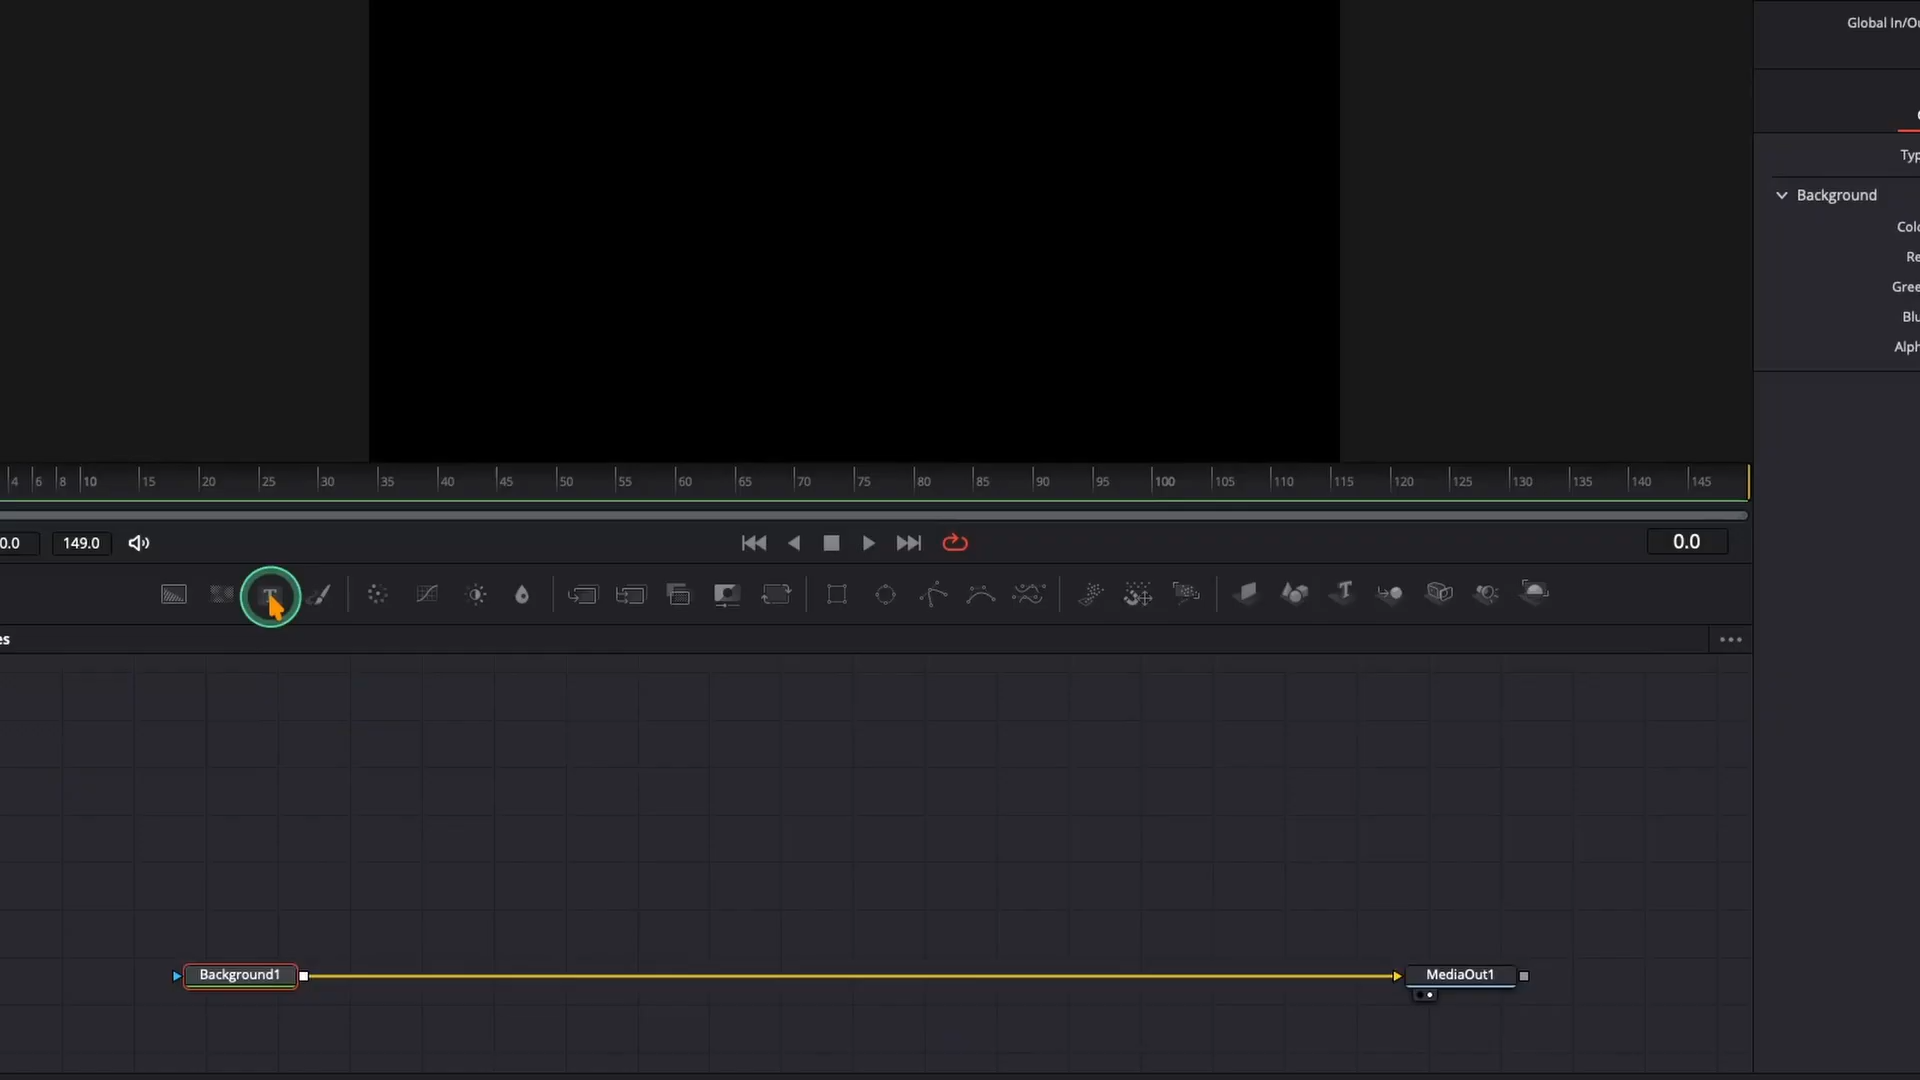 Global In/Ou
Typ
Background
Colo
Re
Gree
Blu
Alph
4 6 8 10 15 20 25 30 35 40 45 50 55 60 65 70 75 80 85 90 95 100 105 110 115 120 125 130 135 140 145
0.0 149.0 0.0
T T
es
Background1 MediaOut1